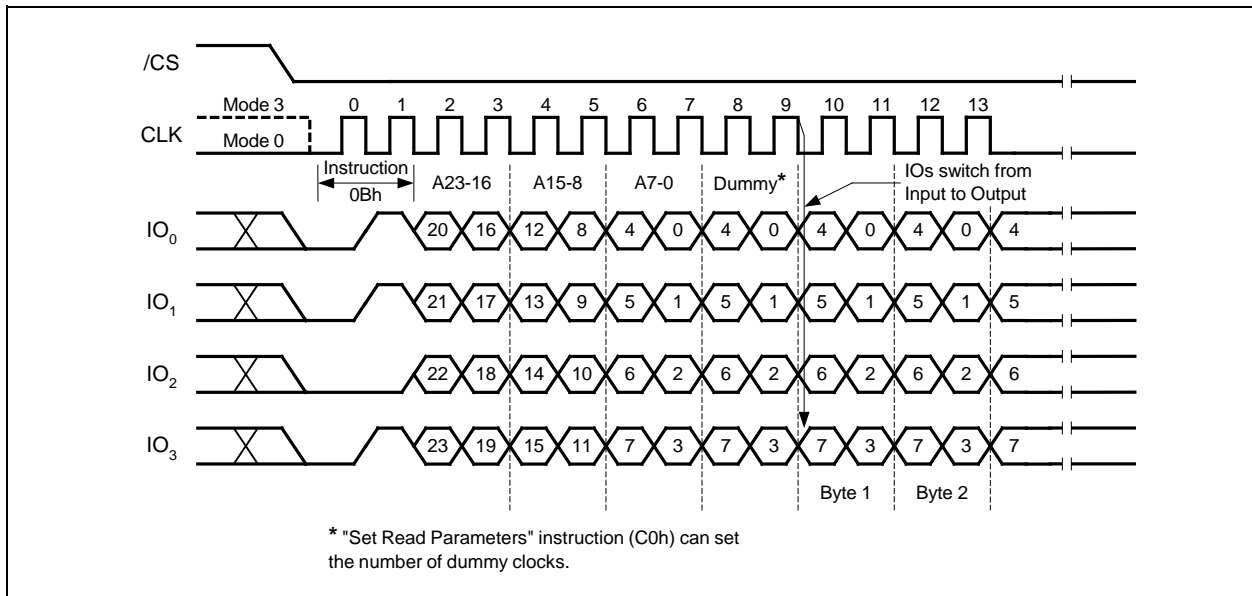 /CS
Mode 3 0 1 2 3 4 5 6 7 8 9 10 11 12 13
CLK
Mode 0
Instruction A23-16 A15-8 A7-0 Dummy* IOs switch from
0Bh Input to Output
IO0 20 16 12 8 4 0 4 0 4 0 4 0 4
IO1 21 17 13 9 5 1 5 1 5 1 5 1 5
IO2 22 18 14 10 6 2 6 2 6 2 6 2 6
IO3 23 19 15 11 7 3 7 3 7 3 7 3 7
Byte 1 Byte 2
* "Set Read Parameters" instruction (C0h) can set
the number of dummy clocks.